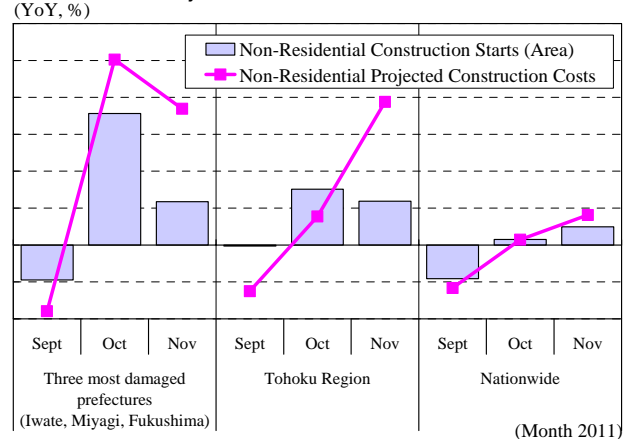 (YoY, %)
Non-Residential Construction Starts (Area)
Non-Residential Projected Construction Costs
Sept Oct Nov Sept Oct Nov Sept Oct Nov
Three most damaged
prefectures
(Iwate, Miyagi, Fukushima)
Tohoku Region
Nationwide
(Month 2011)